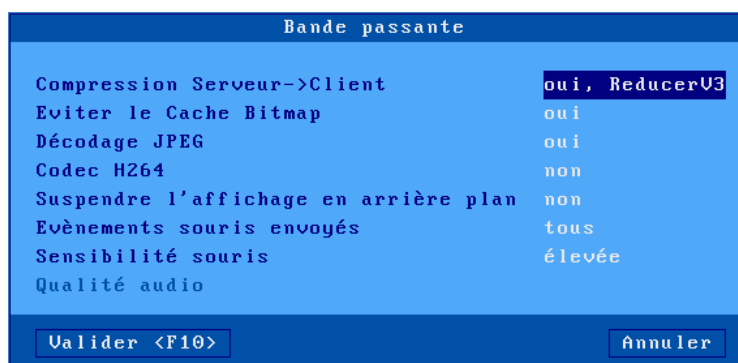 Bande passante
Compression Serveur->Client oui, ReducerV3
Eviter le Cache Bitmap oui
Décodage JPEG oui
Codec H264 non
Suspendre l'affichage en arrière plan non
Evènements souris envoyés tous
Sensibilité souris élevée
Qualité audio
Valider <F10> Annuler